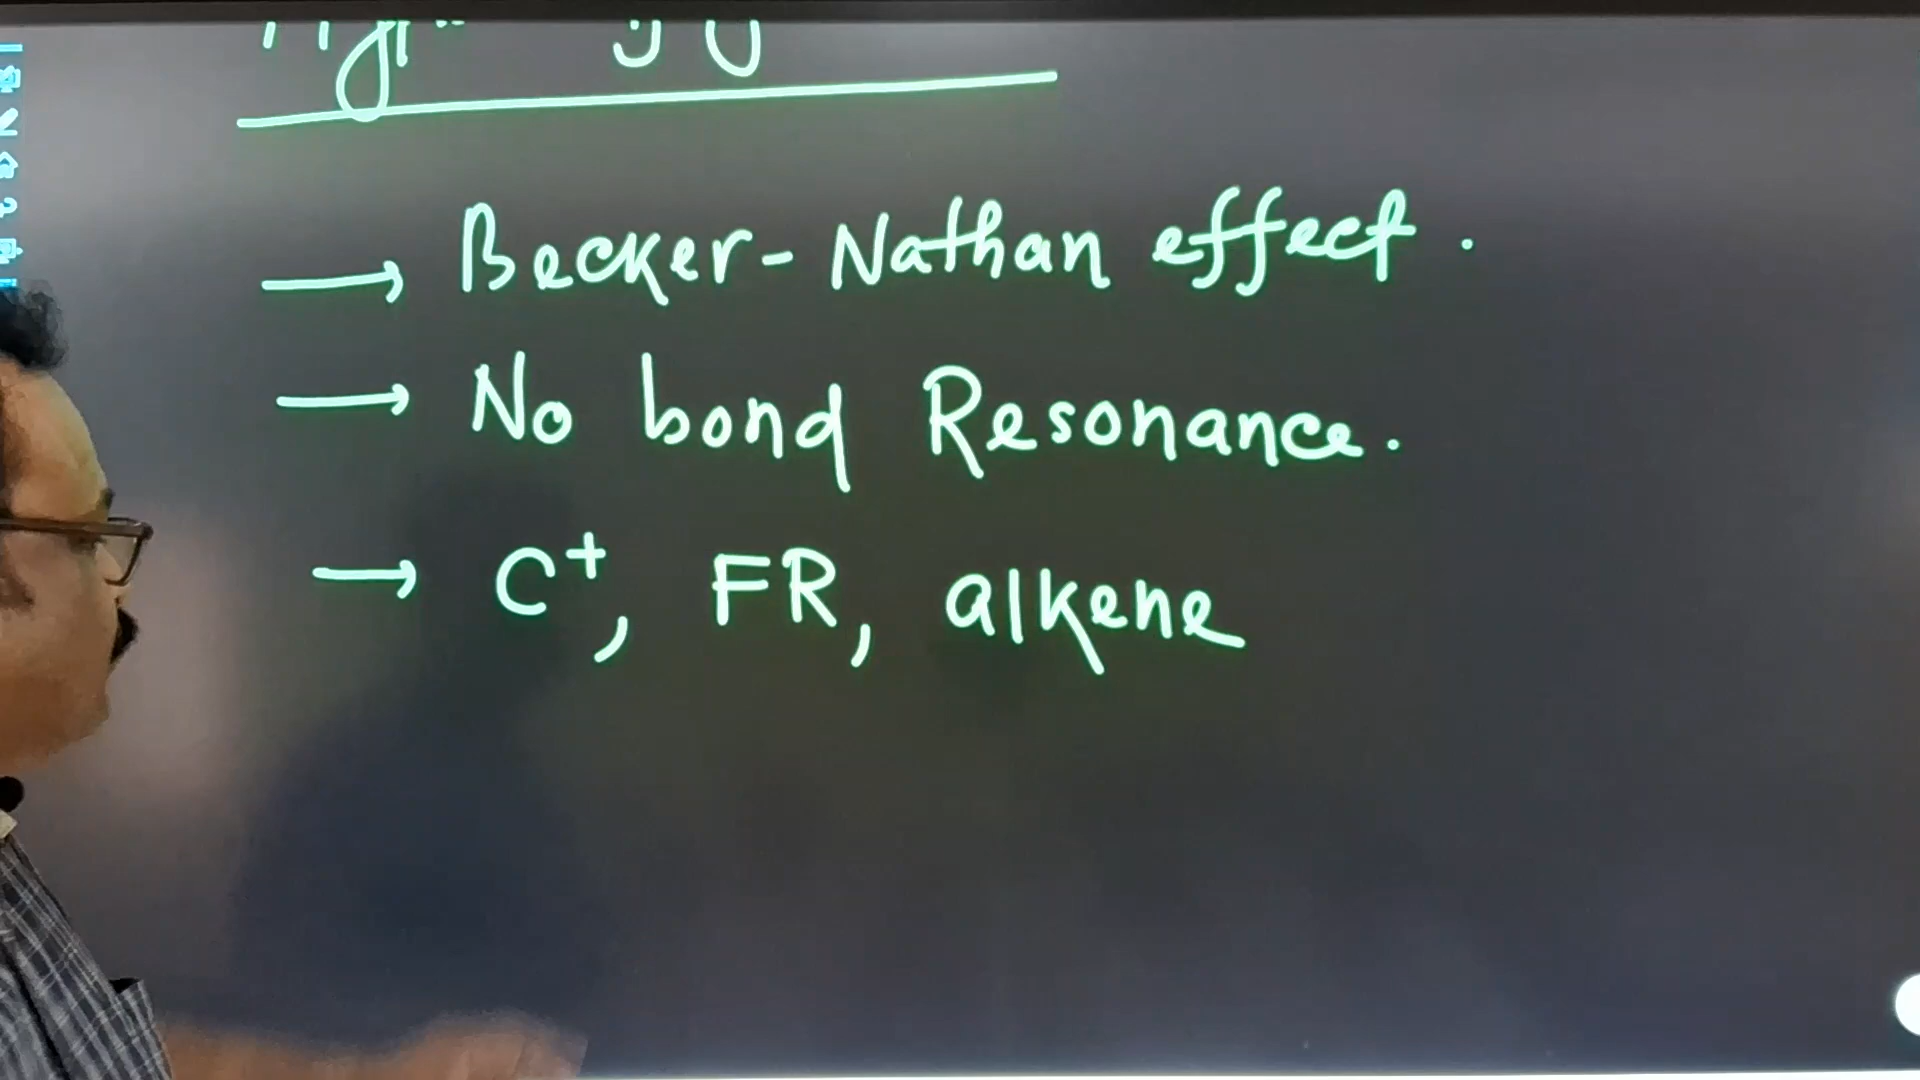 → Becker-Nathan effect.
→ No bond Resonance.
→ C⁺, FR, alkene